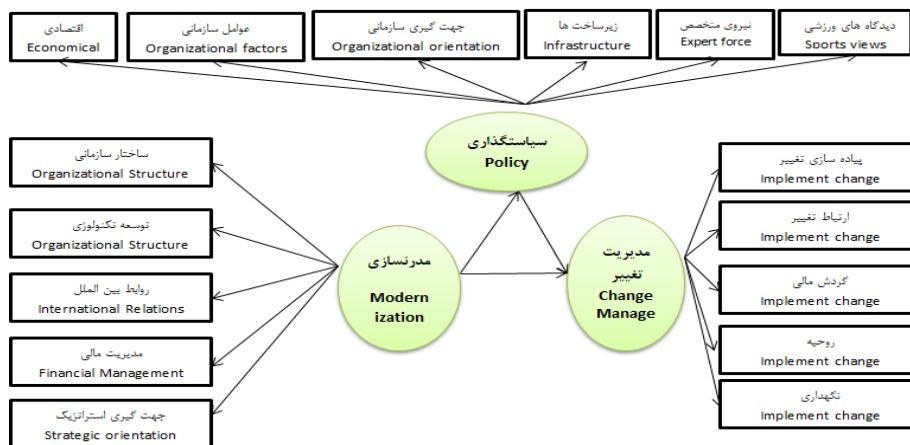 اقتصادی
Economical
عوامل سازمانی
Organizational factors
جهت گیری سازمانی
Organizational orientation
زیرساخت ها
Infrastructure
نیروی متخصص
Expert force
دیدگاه های ورزشی
Soorts views
سیاستگذاری
Policy
ساختار سازمانی
Organizational Structure
توسعه تکنولوژی
Organizational Structure
روابط بین الملل
International Relations
مدیریت مالی
Financial Management
جهت گیری استراتژیک
Strategic orientation
مدرنسازی
Modern
ization
مدیریت
تغییر
Change
Manage
پیاده سازی تغییر
Implement change
ارتباط تغییر
Implement change
گردش مالی
Implement change
روحیه
Implement change
نگهداری
Implement change